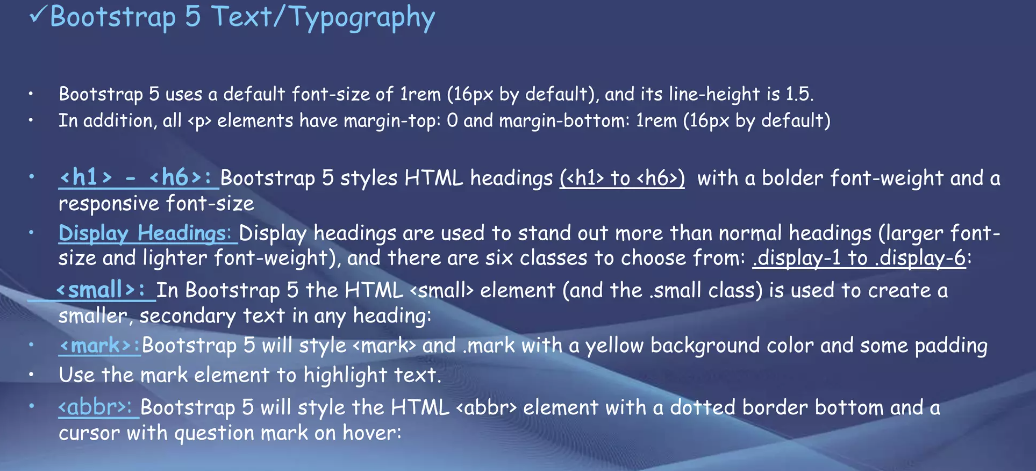 ✓Bootstrap 5 Text/Typography
• Bootstrap 5 uses a default font-size of 1rem (16px by default), and its line-height is 1.5.
• In addition, all <p> elements have margin-top: 0 and margin-bottom: 1rem (16px by default)
• <h1> - <h6>: Bootstrap 5 styles HTML headings (<h1> to <h6>) with a bolder font-weight and a
responsive font-size
• Display Headings: Display headings are used to stand out more than normal headings (larger font-
size and lighter font-weight), and there are six classes to choose from: .display-1 to .display-6:
<small>: In Bootstrap 5 the HTML <small> element (and the .small class) is used to create a
smaller, secondary text in any heading:
• <mark>:Bootstrap 5 will style <mark> and .mark with a yellow background color and some padding
• Use the mark element to highlight text.
• <abbr>: Bootstrap 5 will style the HTML <abbr> element with a dotted border bottom and a
cursor with question mark on hover: